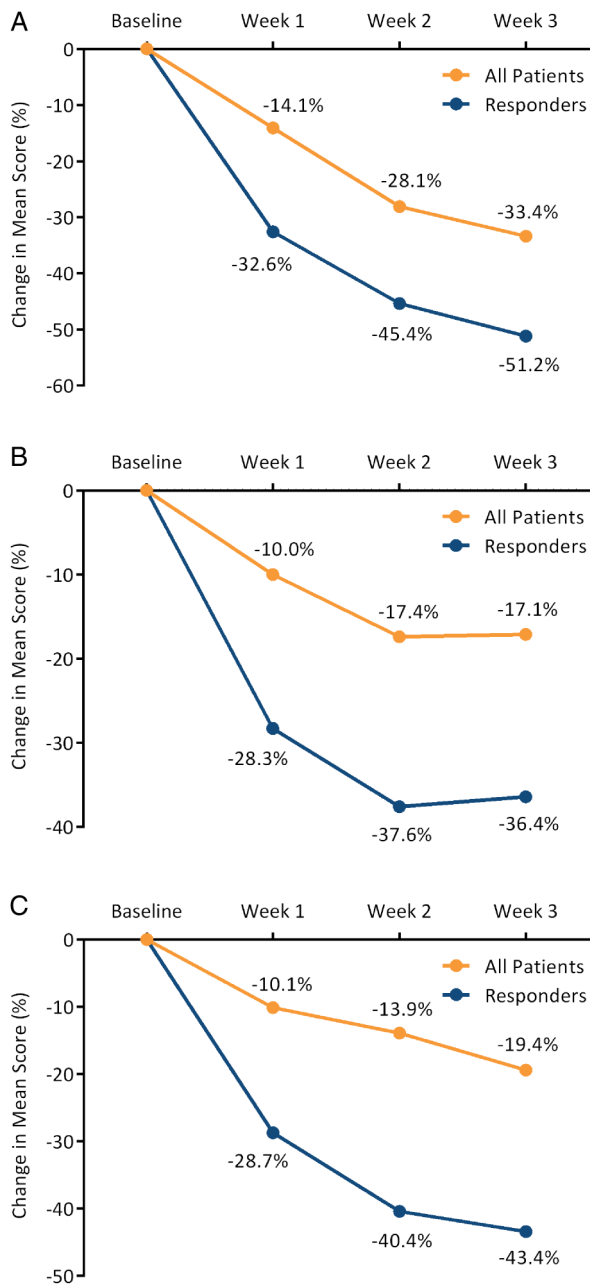 A
Baseline Week 1 Week 2 Week 3
Change in Mean Score (%)
0
-10
-20
-30
-40
-50
-60
All Patients
Responders
-14.1%
-28.1%
-33.4%
-32.6%
-45.4%
-51.2%
B
Baseline Week 1 Week 2 Week 3
Change in Mean Score (%)
0
-10
-20
-30
-40
All Patients
Responders
-10.0%
-17.4%
-17.1%
-28.3%
-37.6%
-36.4%
C
Baseline Week 1 Week 2 Week 3
Change in Mean Score (%)
0
-10
-20
-30
-40
-50
All Patients
Responders
-10.1%
-13.9%
-19.4%
-28.7%
-40.4%
-43.4%